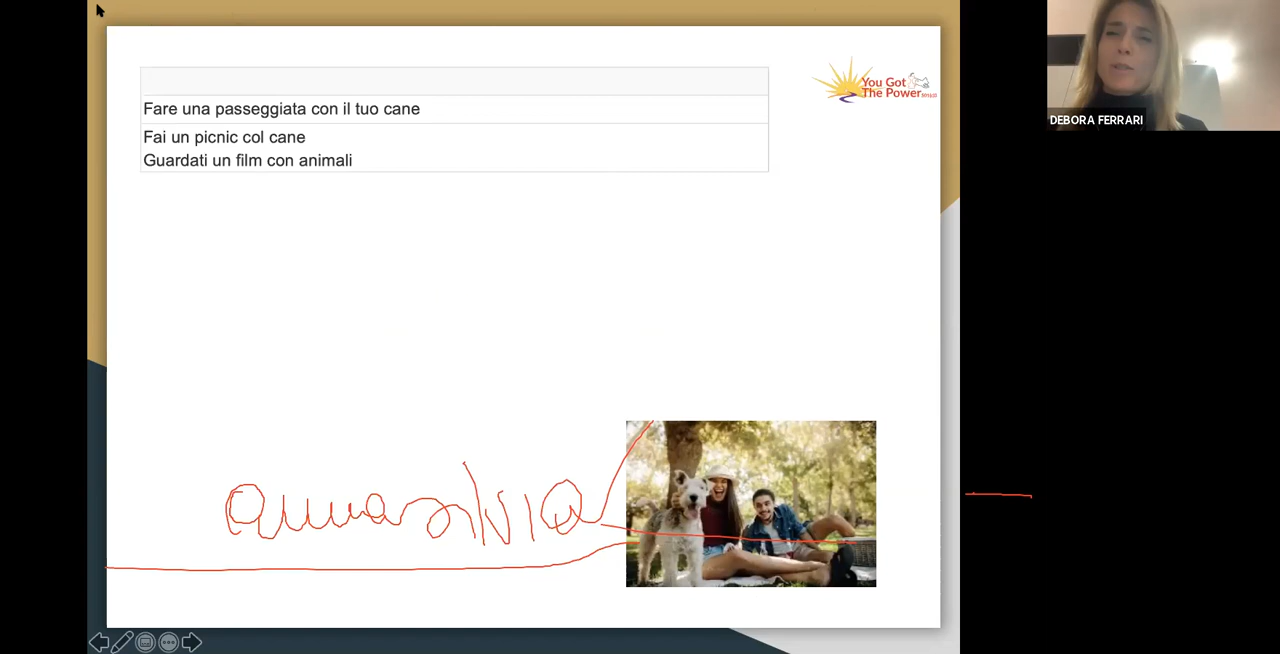 You Got
The Power
DEBORA FERRARI
Fare una passeggiata con il tuo cane
Fai un picnic col cane
Guardati un film con animali
annasilvia